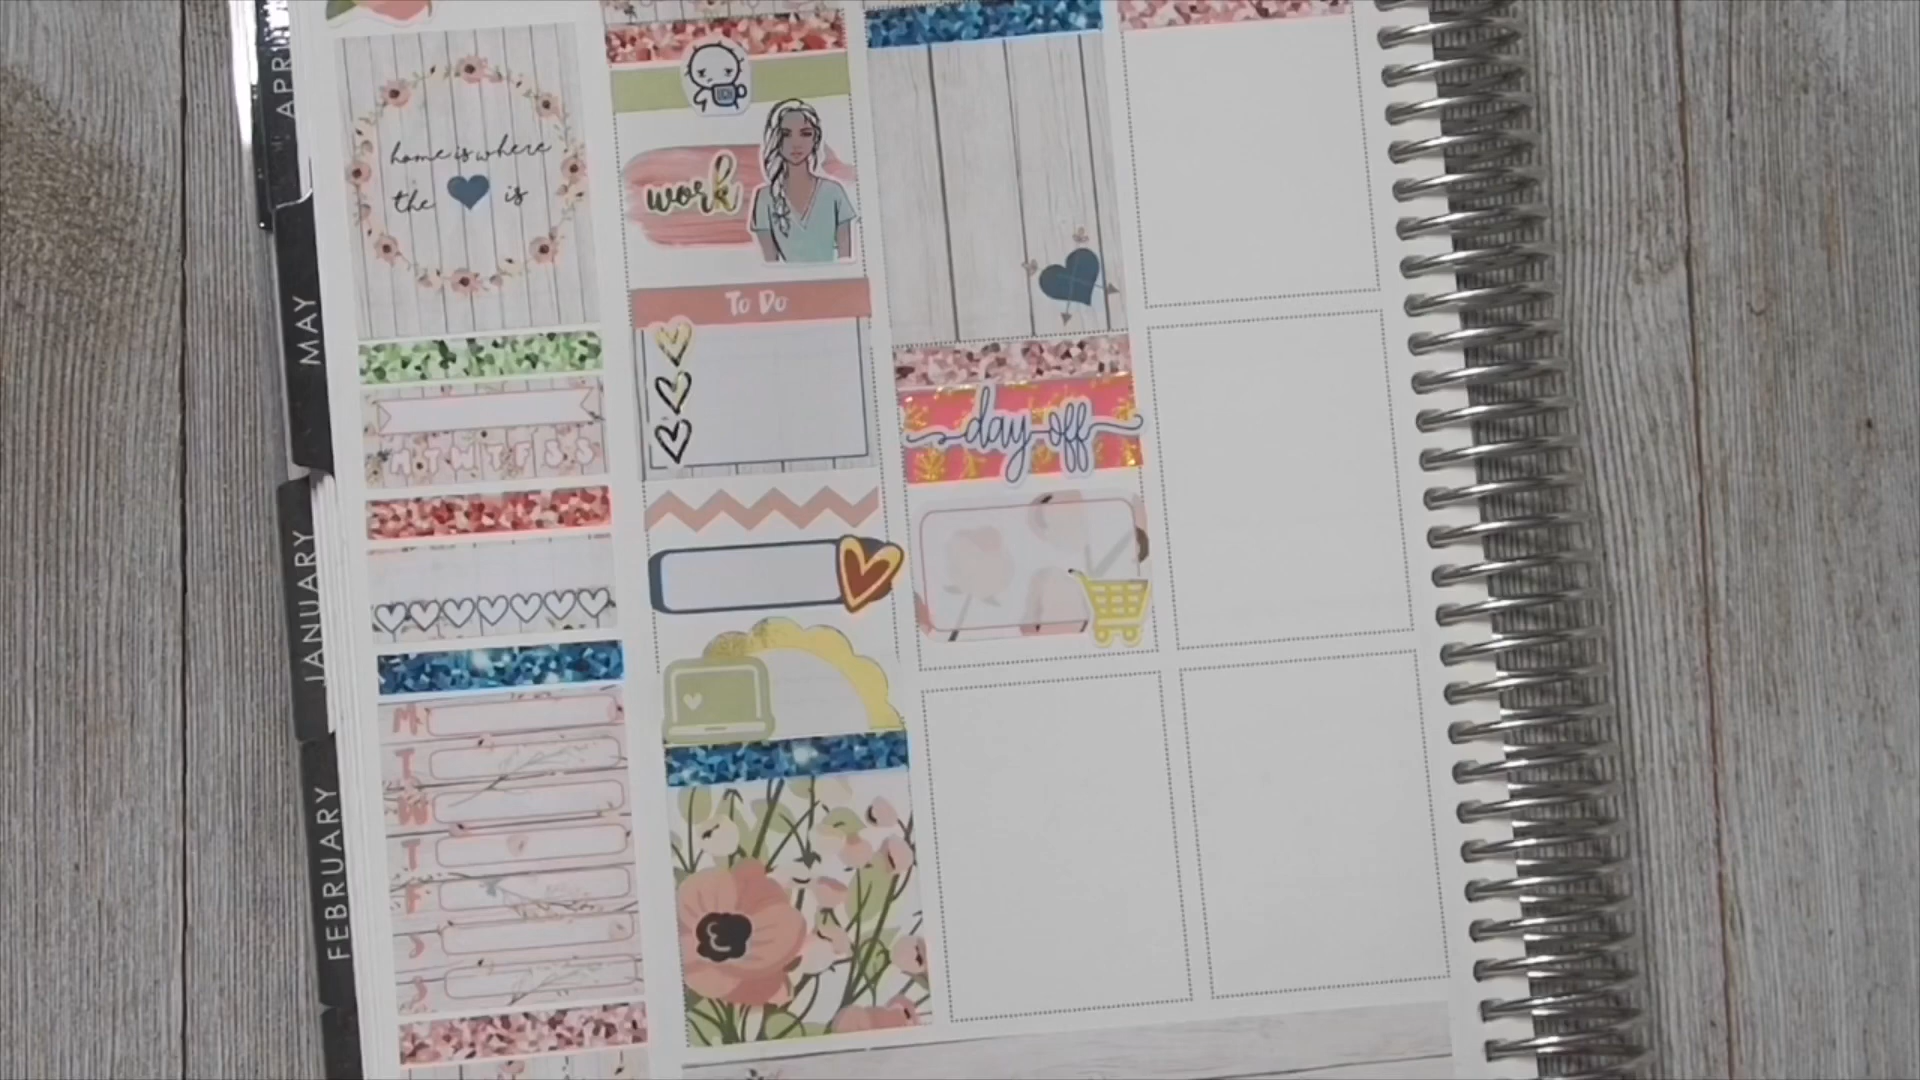 APRIL
MAY
JANUARY
FEBRUARY
home is where
the is
M T W T F S S
M
T
W
T
F
S
S
work
To Do
day off